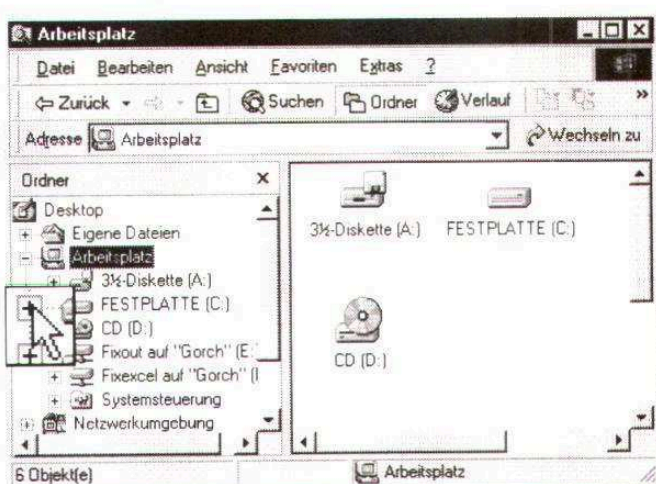 Arbeitsplatz
Datei Bearbeiten Ansicht Favoriten Extras ?
Zurück Suchen Ordner Verlauf »
Adresse Arbeitsplatz Wechseln zu
Ordner
Desktop
Eigene Dateien
Arbeitsplatz
3½-Diskette (A:)
FESTPLATTE (C:)
CD (D:)
Fixout auf "Gorch" (E:
Fixexcel auf "Gorch" (
Systemsteuerung
Netzwerkumgebung
3½-Diskette (A:)
FESTPLATTE (C:)
CD (D:)
6 Objekt(e)
Arbeitsplatz